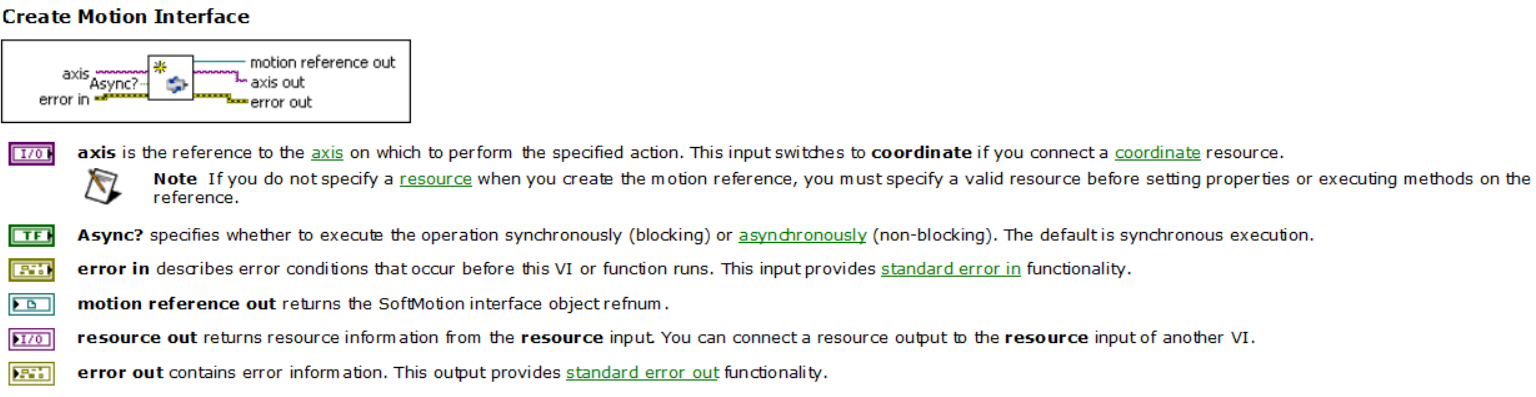 Create Motion Interface
axis
Async?
error in
motion reference out
axis out
error out
I/O axis is the reference to the axis on which to perform the specified action. This input switches to coordinate if you connect a coordinate resource.
Note If you do not specify a resource when you create the motion reference, you must specify a valid resource before setting properties or executing methods on the
reference.
TF Async? specifies whether to execute the operation synchronously (blocking) or asynchronously (non-blocking). The default is synchronous execution.
error in describes error conditions that occur before this VI or function runs. This input provides standard error in functionality.
motion reference out returns the SoftMotion interface object refnum.
I/O resource out returns resource information from the resource input. You can connect a resource output to the resource input of another VI.
error out contains error information. This output provides standard error out functionality.